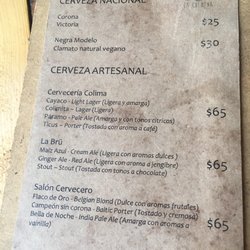 CERVEZA NACIONAL
Corona
Victoria $25
Negra Modelo $30
Clamato natural vegano
CERVEZA ARTESANAL
Cervecería Colima
Cayaco - Light Lager (Ligera y amarga)
Colimita - Lager (Ligera) $65
Páramo - Pale Ale (Amarga y con tonos cítricos)
Ticus - Porter (Tostada con aroma a café)
La Brü
Maíz Azul - Cream Ale (Ligera con aromas dulces)
Ginger Ale - Red Ale (Ligera con aromas a jengibre) $65
Stout - Stout (Tostada con tonos a chocolate)
Salón Cervecero
Flaco de Oro - Belgian Blond (Dulce con aromas frutales)
Campeón sin corona - Baltic Porter (Tostada y cremosa) $65
Bella de Noche - India Pale Ale (Amarga con aromas a
vainilla)